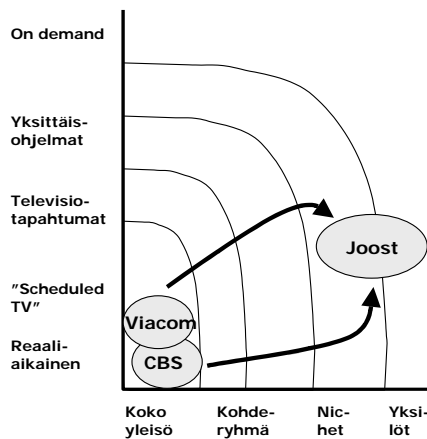 On demand
Yksittäis-
ohjelmat
Televisio-
tapahtumat
"Scheduled
TV"
Reaali-
aikainen
Joost
Viacom
CBS
Koko
yleisö
Kohde-
ryhmä
Nic-
het
Yksi-
löt